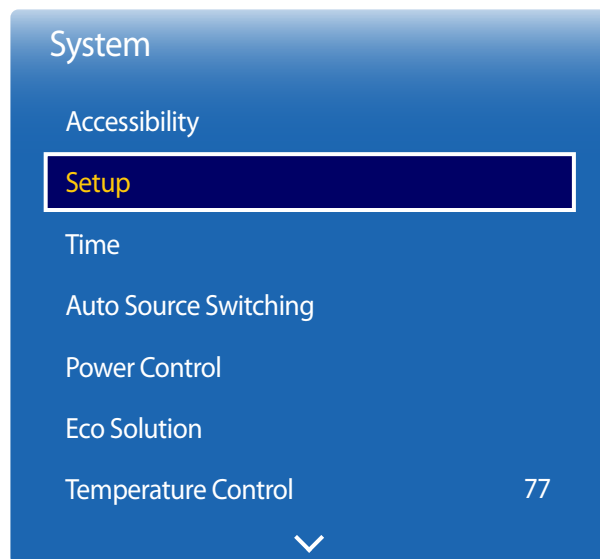 System
Accessibility
Setup
Time
Auto Source Switching
Power Control
Eco Solution
Temperature Control 77